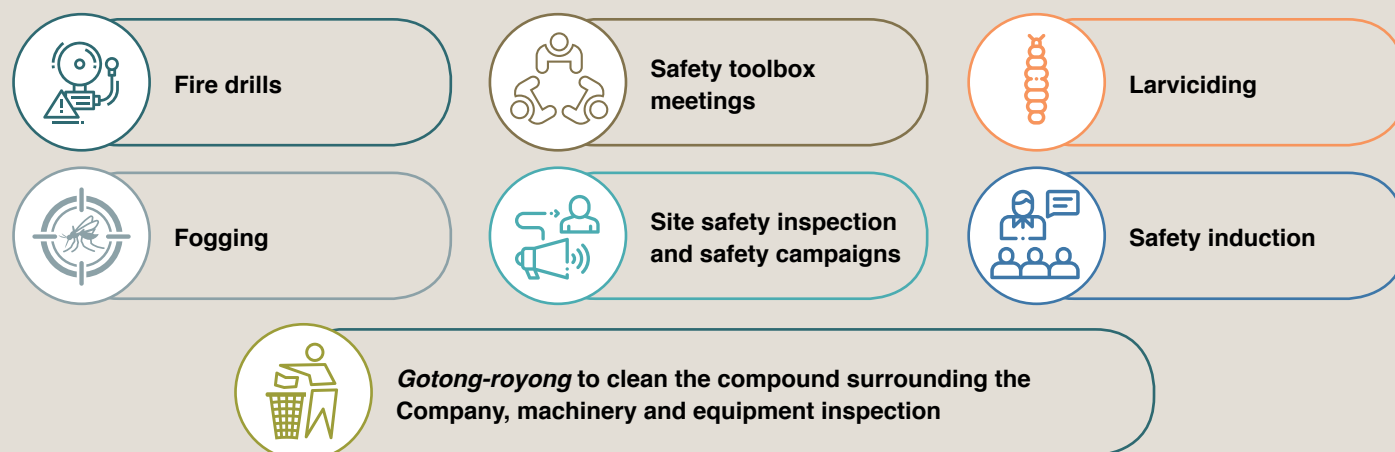 Fire drills
Safety toolbox
meetings
Larviciding
Fogging
Site safety inspection
and safety campaigns
Safety induction
Gotong-royong to clean the compound surrounding the
Company, machinery and equipment inspection